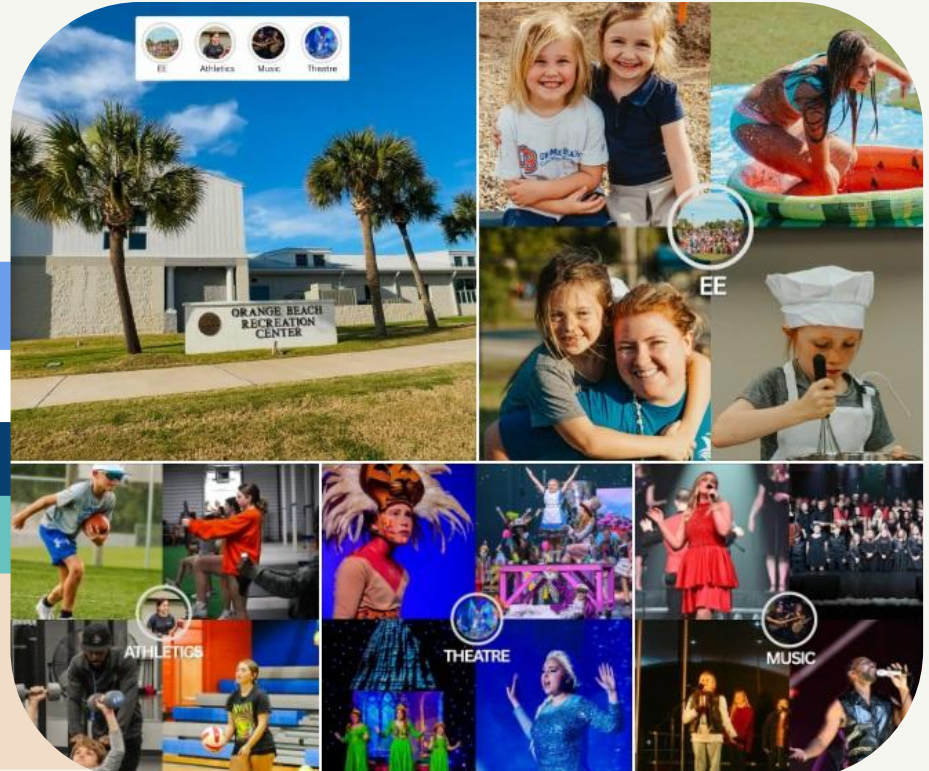 EE
Athletics
Music
Theatre
ORANGE BEACH
RECREATION
CENTER
EE
ATHLETICS
THEATRE
MUSIC